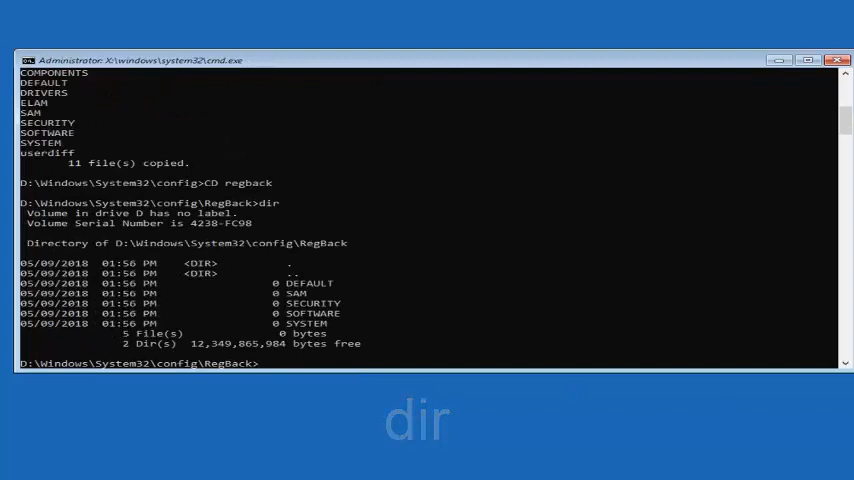 Administrator: X:\windows\system32\cmd.exe
COMPONENTS
DEFAULT
DRIVERS
ELAM
SAM
SECURITY
SOFTWARE
SYSTEM
userdiff
11 file(s) copied.
D:\Windows\System32\config>CD regback
D:\Windows\System32\config\RegBack>dir
Volume in drive D has no label.
Volume Serial Number is 4238-FC98
Directory of D:\Windows\System32\config\RegBack
05/09/2018 01:56 PM <DIR> .
05/09/2018 01:56 PM <DIR> ..
05/09/2018 01:56 PM 0 DEFAULT
05/09/2018 01:56 PM 0 SAM
05/09/2018 01:56 PM 0 SECURITY
05/09/2018 01:56 PM 0 SOFTWARE
05/09/2018 01:56 PM 0 SYSTEM
5 File(s) 0 bytes
2 Dir(s) 12,349,865,984 bytes free
D:\Windows\System32\config\RegBack>
dir